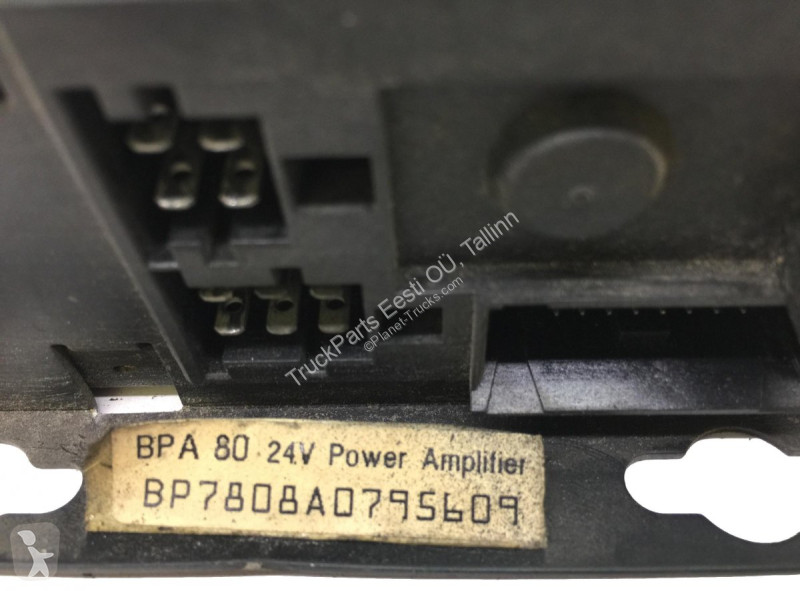 TruckParts Eesti OÜ, Tallinn
©Planet-Trucks.com
BPA 80 24V Power Amplifier
BP7808A0795609